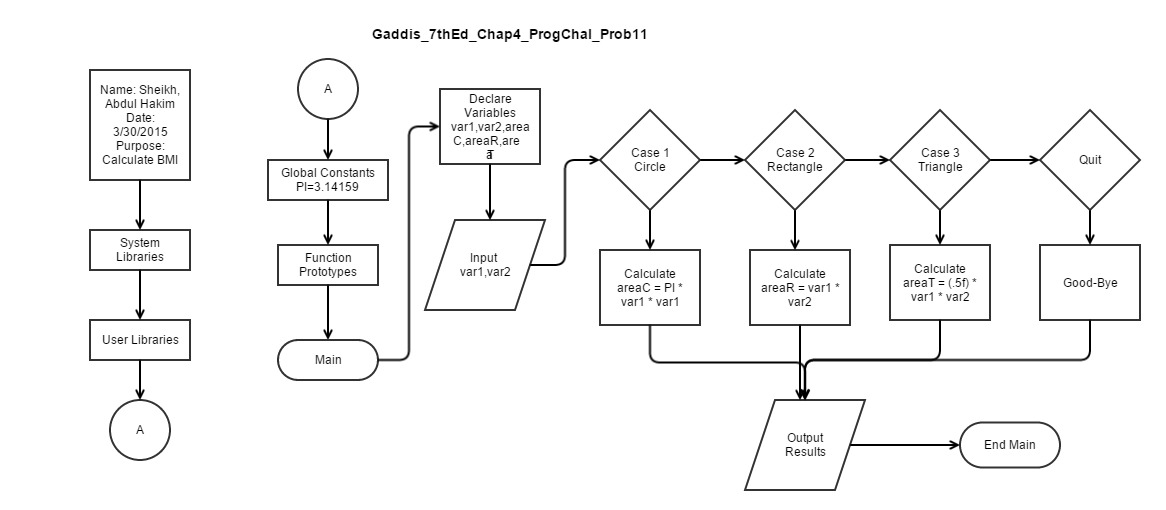 Gaddis_7thEd_Chap4_ProgChal_Prob11
Name: Sheikh,
Abdul Hakim
Date:
3/30/2015
Purpose:
Calculate BMI
System
Libraries
User Libraries
A
A
Global Constants
PI=3.14159
Function
Prototypes
Main
Declare
Variables
var1,var2,area
C,areaR,are
aT
Input
var1,var2
Case 1
Circle
Case 2
Rectangle
Case 3
Triangle
Quit
Calculate
areaC = PI *
var1 * var1
Calculate
areaR = var1 *
var2
Calculate
areaT = (.5f) *
var1 * var2
Good-Bye
Output
Results
End Main